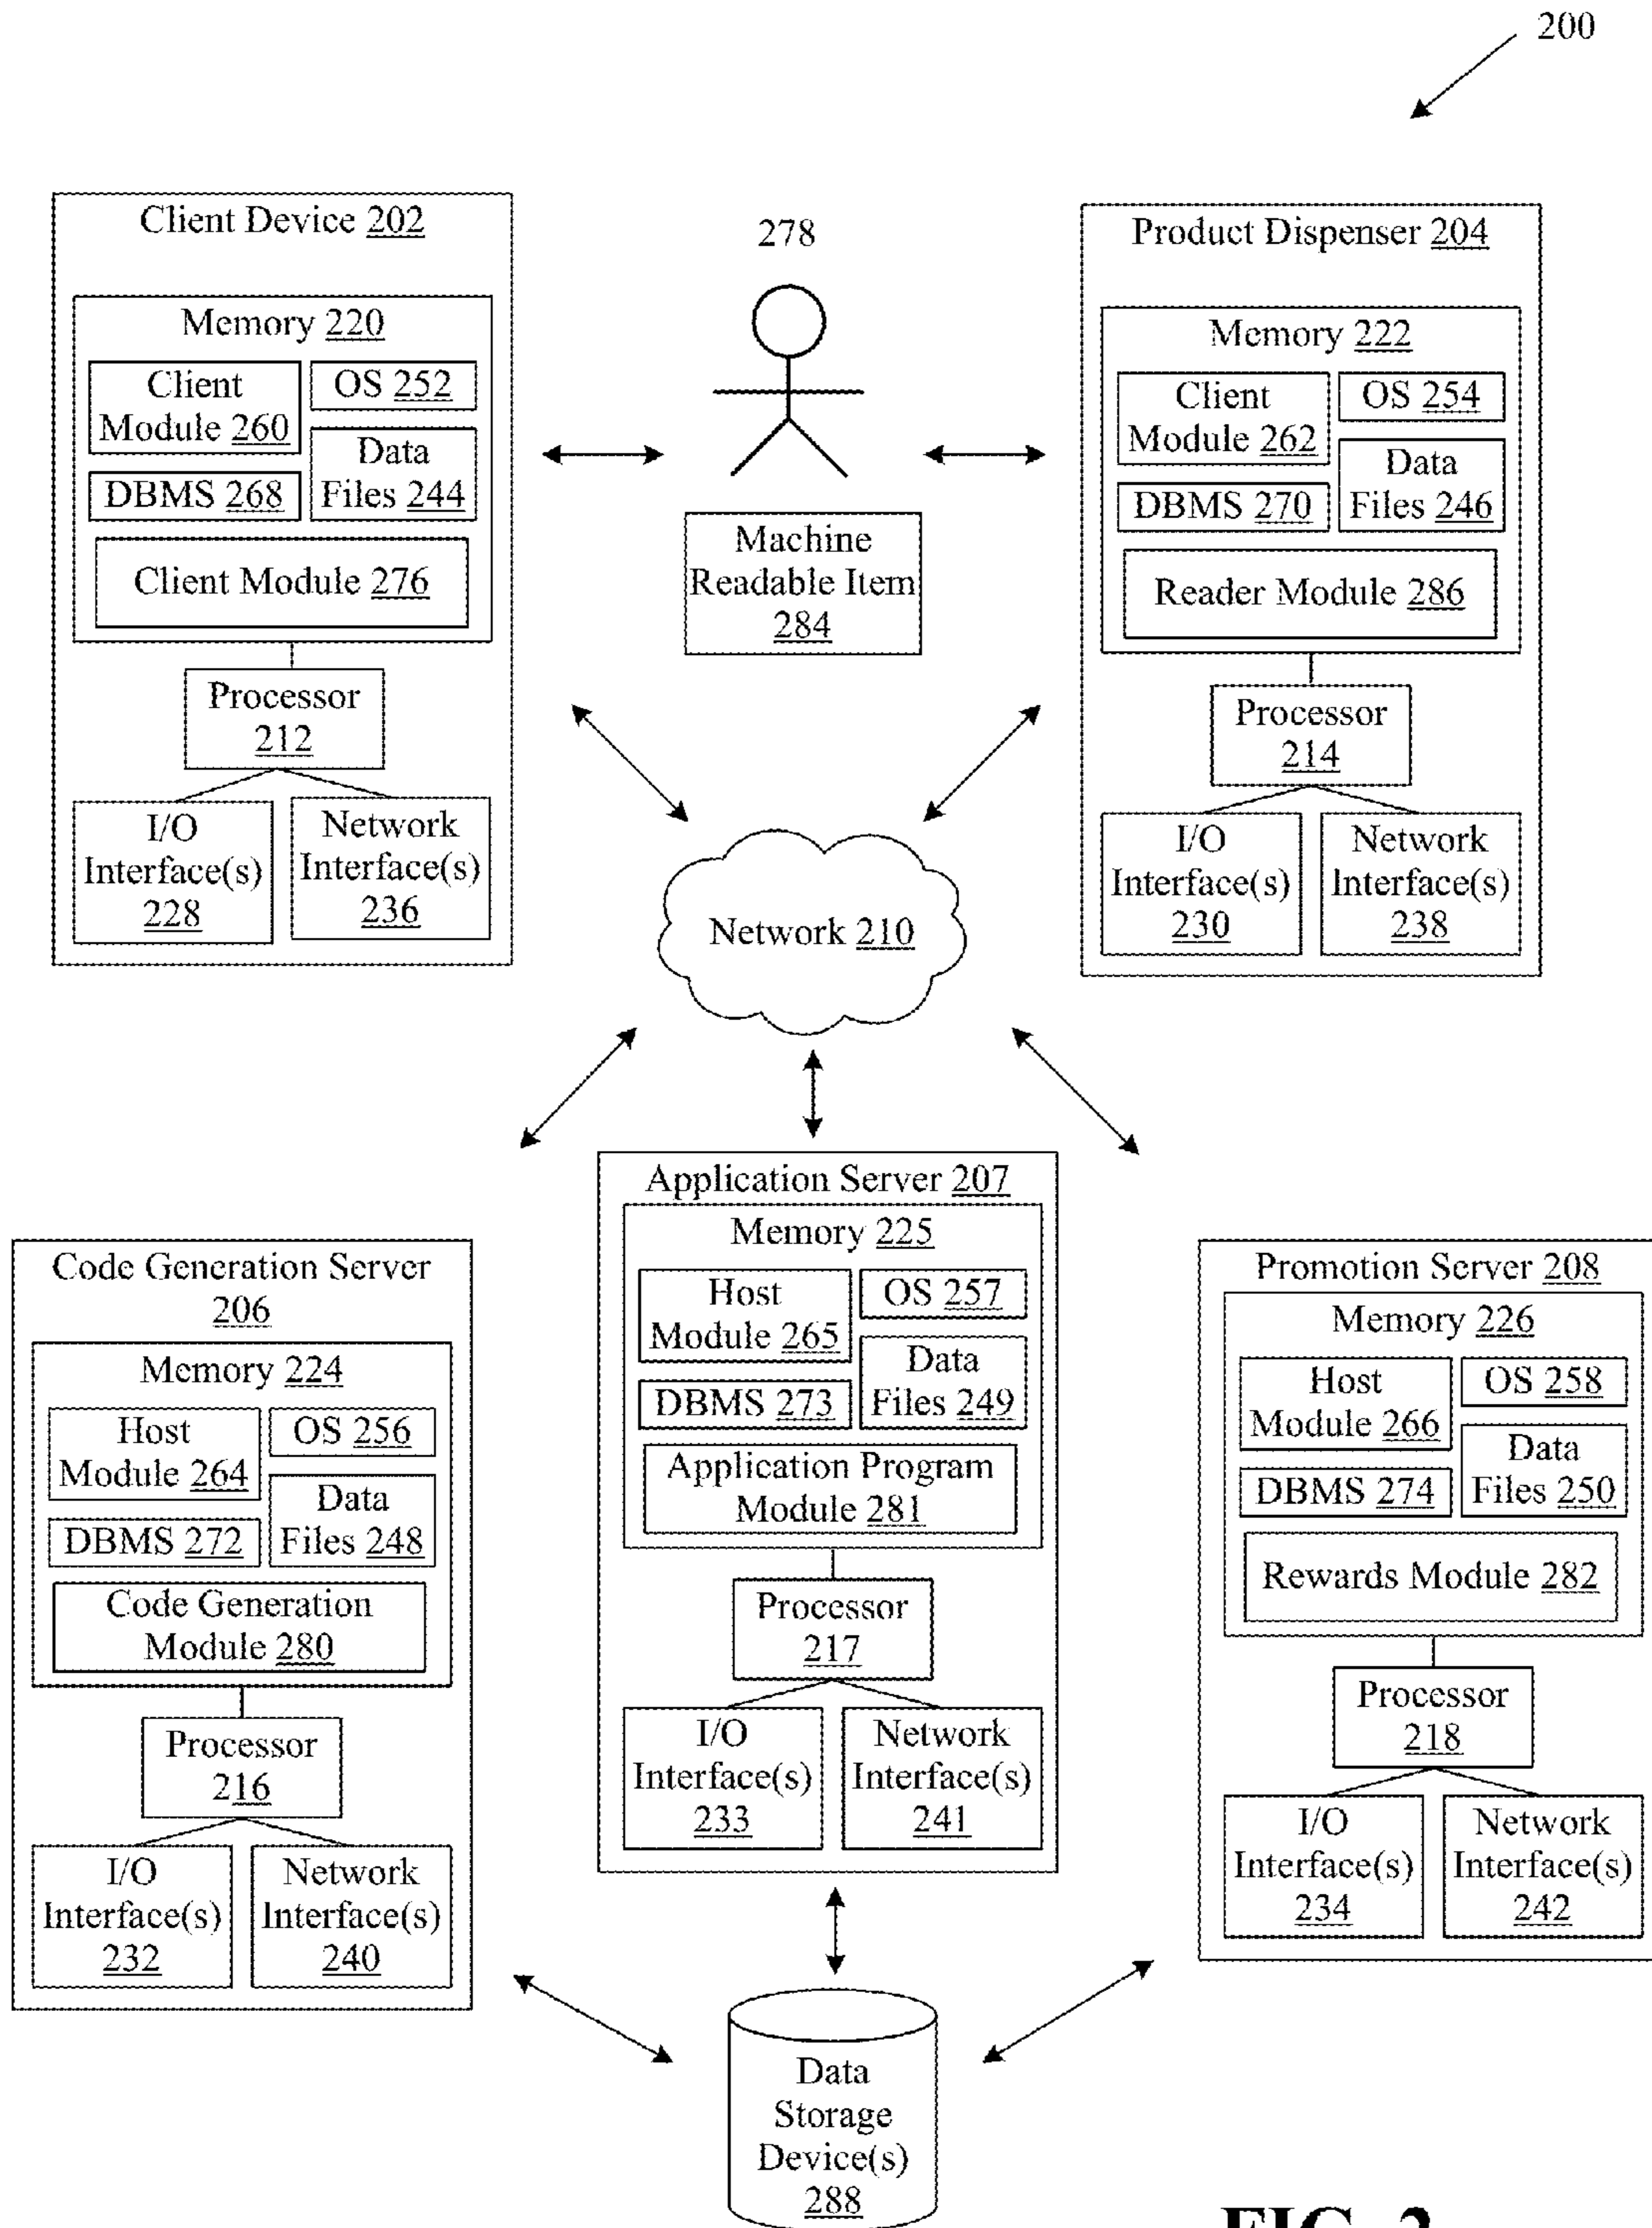 200
Client Device 202
Memory 220
Client
Module 260
OS 252
DBMS 268
Data
Files 244
Client Module 276
Processor
212
I/O
Interface(s)
228
Network
Interface(s)
236
278
Machine
Readable Item
284
Product Dispenser 204
Memory 222
Client
Module 262
OS 254
DBMS 270
Data
Files 246
Reader Module 286
Processor
214
I/O
Interface(s)
230
Network
Interface(s)
238
Network 210
Code Generation Server
206
Memory 224
Host
Module 264
OS 256
DBMS 272
Data
Files 248
Code Generation
Module 280
Processor
216
I/O
Interface(s)
232
Network
Interface(s)
240
Application Server 207
Memory 225
Host
Module 265
OS 257
DBMS 273
Data
Files 249
Application Program
Module 281
Processor
217
I/O
Interface(s)
233
Network
Interface(s)
241
Promotion Server 208
Memory 226
Host
Module 266
OS 258
DBMS 274
Data
Files 250
Rewards Module 282
Processor
218
I/O
Interface(s)
234
Network
Interface(s)
242
Data
Storage
Device(s)
288
FIG. 2